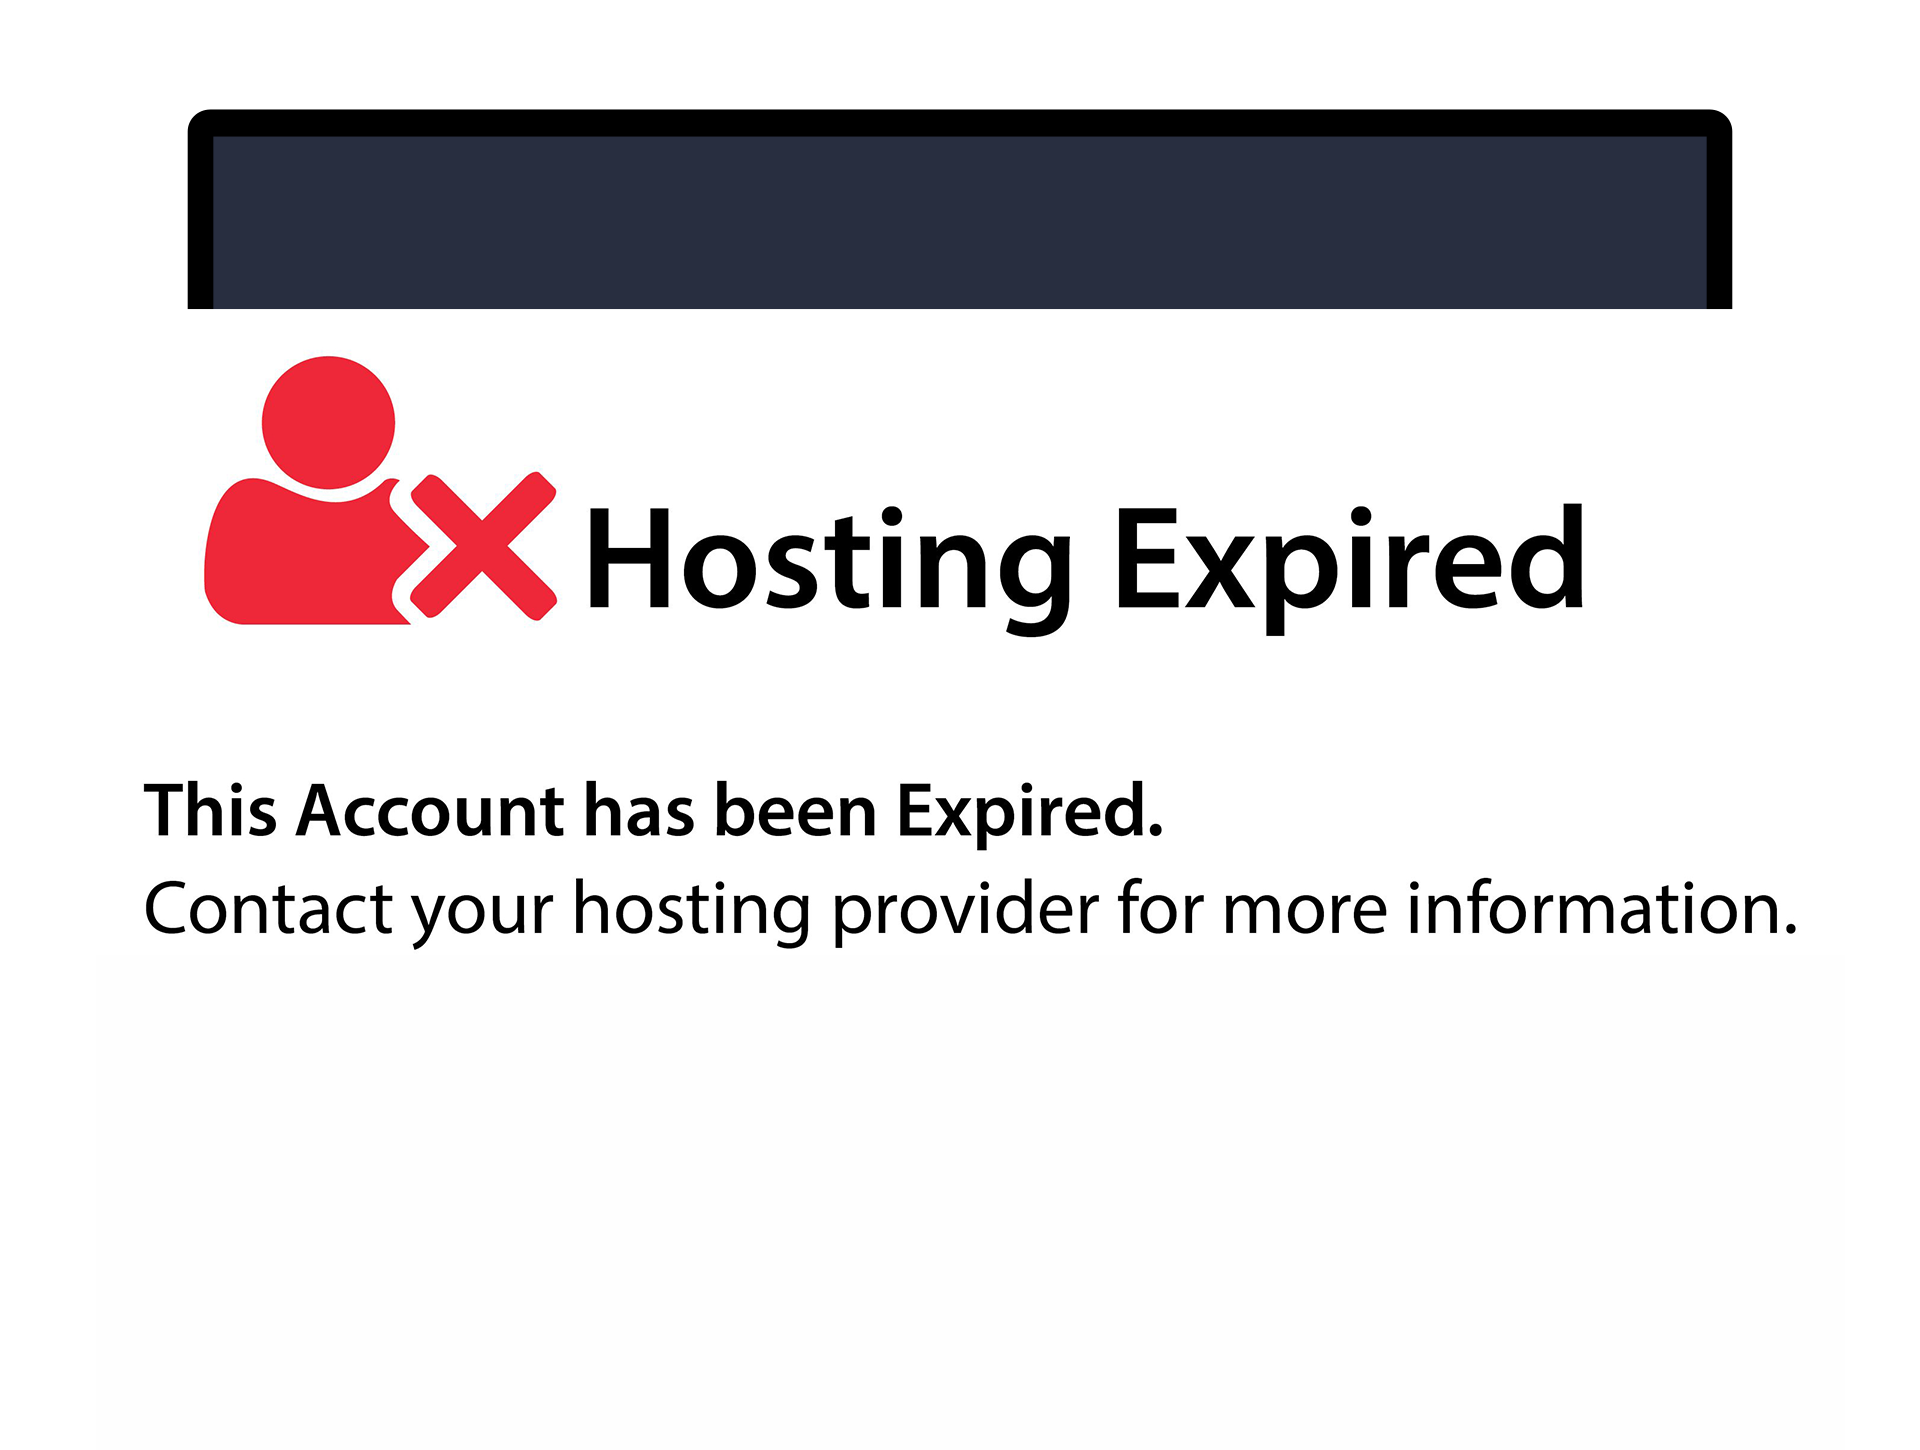 Hosting Expired
This Account has been Expired.
Contact your hosting provider for more information.